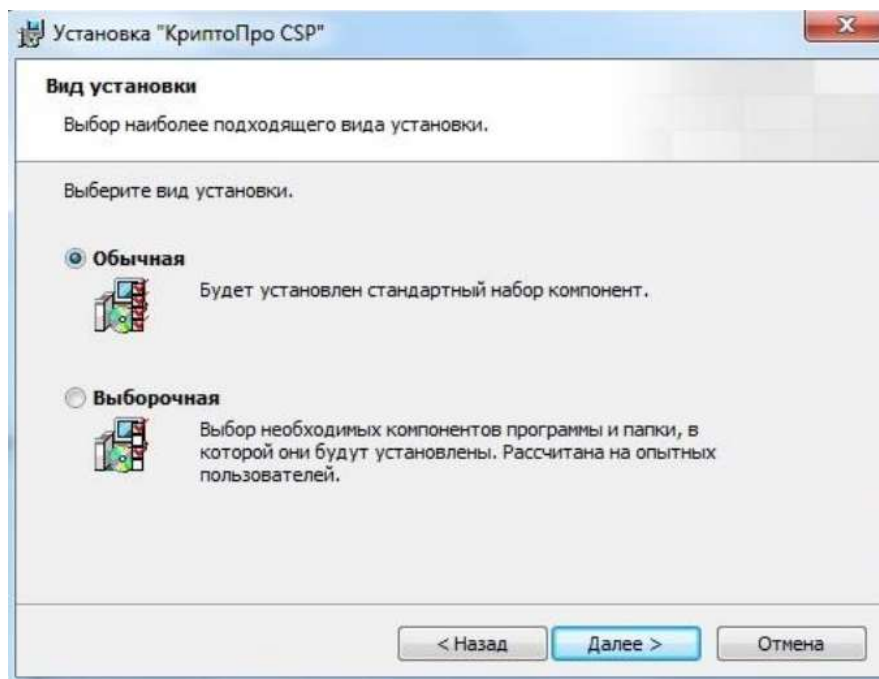 Установка "КриптоПро CSP"
Вид установки
Выбор наиболее подходящего вида установки.
Выберите вид установки.
Обычная
Будет установлен стандартный набор компонент.
Выборочная
Выбор необходимых компонентов программы и папки, в
которой они будут установлены. Рассчитана на опытных
пользователей.
< Назад
Далее >
Отмена